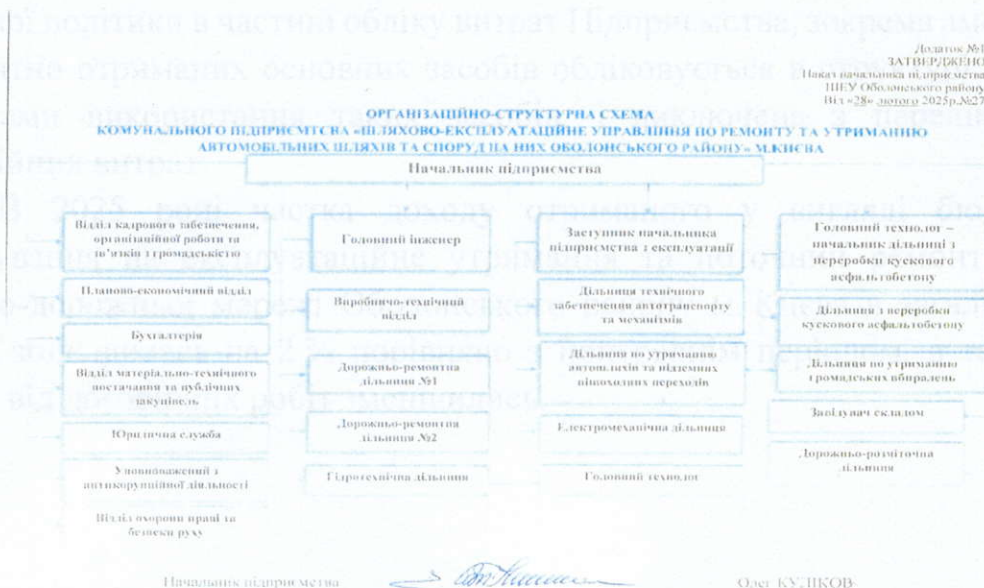 Додаток №1
ЗАТВЕРДЖЕНО
Наказ начальника підприємства
ШЕУ Оболонського району
Від «28» лютого 2025р.№27
ОРГАНІЗАЦІЙНО-СТРУКТУРНА СХЕМА
КОМУНАЛЬНОГО ПІДПРИЄМСТВА «ШЛЯХОВО-ЕКСПЛУАТАЦІЙНЕ УПРАВЛІННЯ ПО РЕМОНТУ ТА УТРИМАННЮ
АВТОМОБІЛЬНИХ ШЛЯХІВ ТА СПОРУД НА НИХ ОБОЛОНСЬКОГО РАЙОНУ» М.КИЄВА
Начальник підприємства
Відділ кадрового забезпечення,
організаційної роботи та
зв'язків з громадкістю
Планово-економічний відділ
Бухгалтерія
Відділ матеріально-технічного
постачання та публічних
закупівель
Юридична служба
Уповноважений з
антикорупційної діяльності
Відділ охорони праці та
безпеки руху
Головний інженер
Виробничо-технічний
відділ
Дорожньо-ремонтна
дільниця №1
Дорожньо-ремонтна
дільниця №2
Гідротехнічна дільниця
Заступник начальника
підприємства з експлуатації
Дільниця технічного
забезпечення автотранспорту
та механізмів
Дільниця по утриманню
автошляхів та підземних
пішохідних переходів
Електромеханічна дільниця
Головний технолог
Головний технолог –
начальник дільниці з
переробки кускового
асфальтобетону
Дільниця з переробки
кускового асфальтобетону
Дільниця по утриманню
громадських вбиралень
Завідувач складом
Дорожньо-розміточна
дільниця
Начальник підприємства
Олег КУЛІКОВ